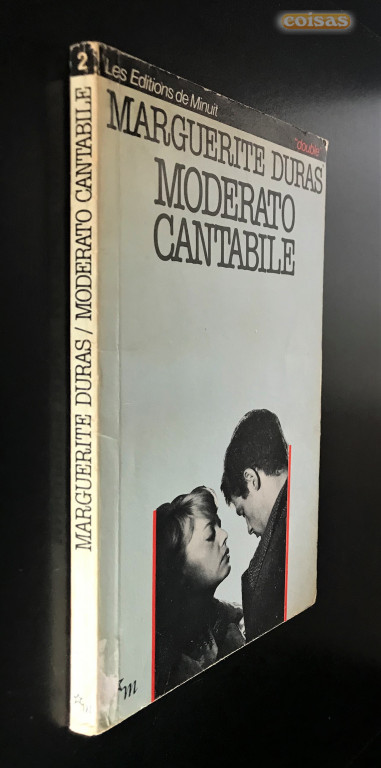 coisas
2
Les Editions de Minuit
"double"
MARGUERITE DURAS
MODERATO
CANTABILE
MARGUERITE DURAS / MODERATO CANTABILE
m